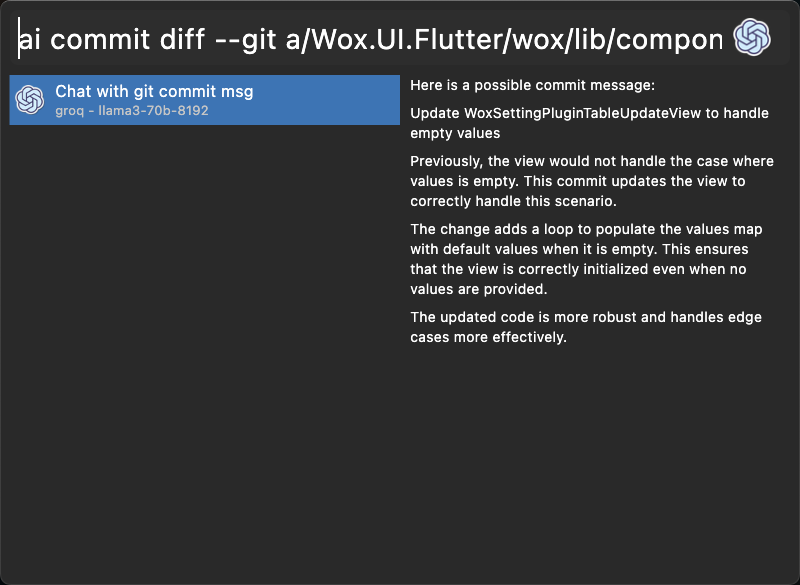 ai commit diff --git a/Wox.UI.Flutter/wox/lib/compon
Chat with git commit msg
groq - llama3-70b-8192
Here is a possible commit message:
Update WoxSettingPluginTableUpdateView to handle
empty values
Previously, the view would not handle the case where
values is empty. This commit updates the view to
correctly handle this scenario.
The change adds a loop to populate the values map
with default values when it is empty. This ensures
that the view is correctly initialized even when no
values are provided.
The updated code is more robust and handles edge
cases more effectively.